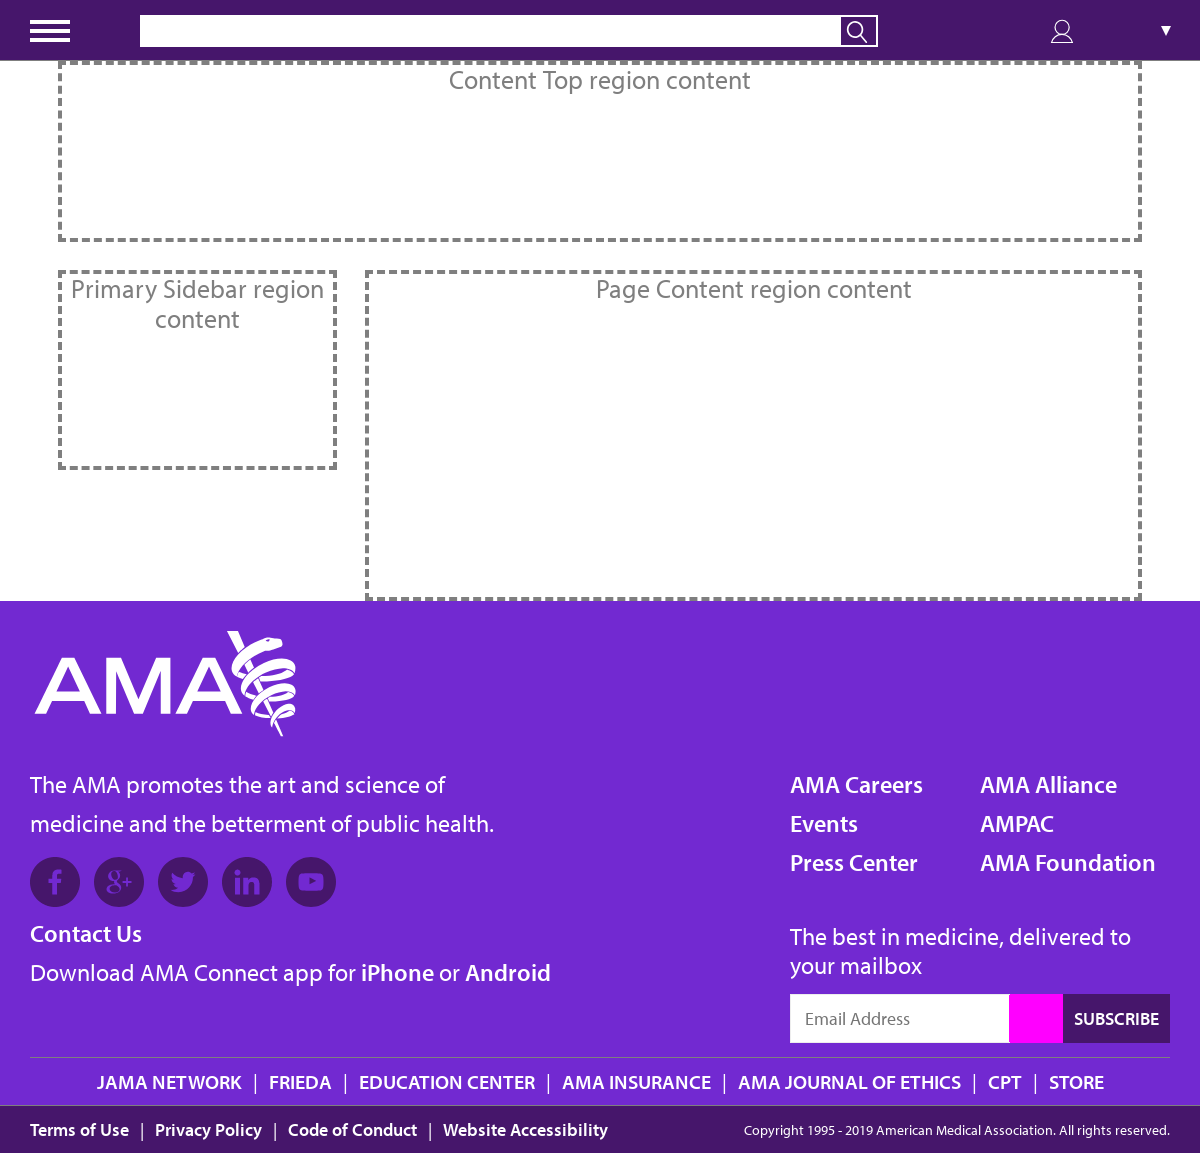 ▼
Content Top region content
Primary Sidebar region
content
Page Content region content
AMA
The AMA promotes the art and science of
medicine and the betterment of public health.
Contact Us
Download AMA Connect app for iPhone or Android
AMA Careers
Events
Press Center
AMA Alliance
AMPAC
AMA Foundation
The best in medicine, delivered to
your mailbox
Email Address
SUBSCRIBE
JAMA NETWORK | FRIEDA | EDUCATION CENTER | AMA INSURANCE | AMA JOURNAL OF ETHICS | CPT | STORE
Terms of Use | Privacy Policy | Code of Conduct | Website Accessibility
Copyright 1995 - 2019 American Medical Association. All rights reserved.